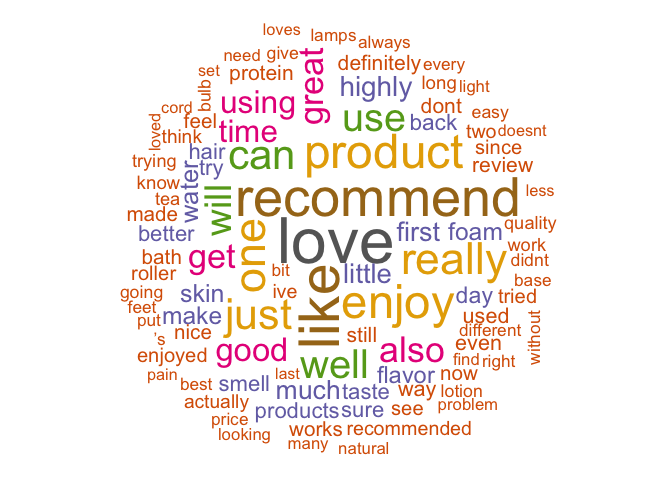 loves
lamps
always
need
give
great
definitely
every
set
protein
highly
long
light
bulb
cord
using
use
dont
easy
loved
feel
time
back
two
doesnt
think
hair
can
product
since
trying
try
review
know
water
will
recommend
less
tea
made
love
first
foam
quality
better
one
really
work
bath
get
bit
little
didnt
roller
like
base
going
skin
ive
enjoy
day
tried
feet
make
just
used
without
put
still
different
's
nice
good
also
even
enjoyed
well
find
right
pain
last
flavor
now
best
smell
much
taste
way
lotion
actually
products
sure
see
problem
price
works
recommended
looking
many
natural